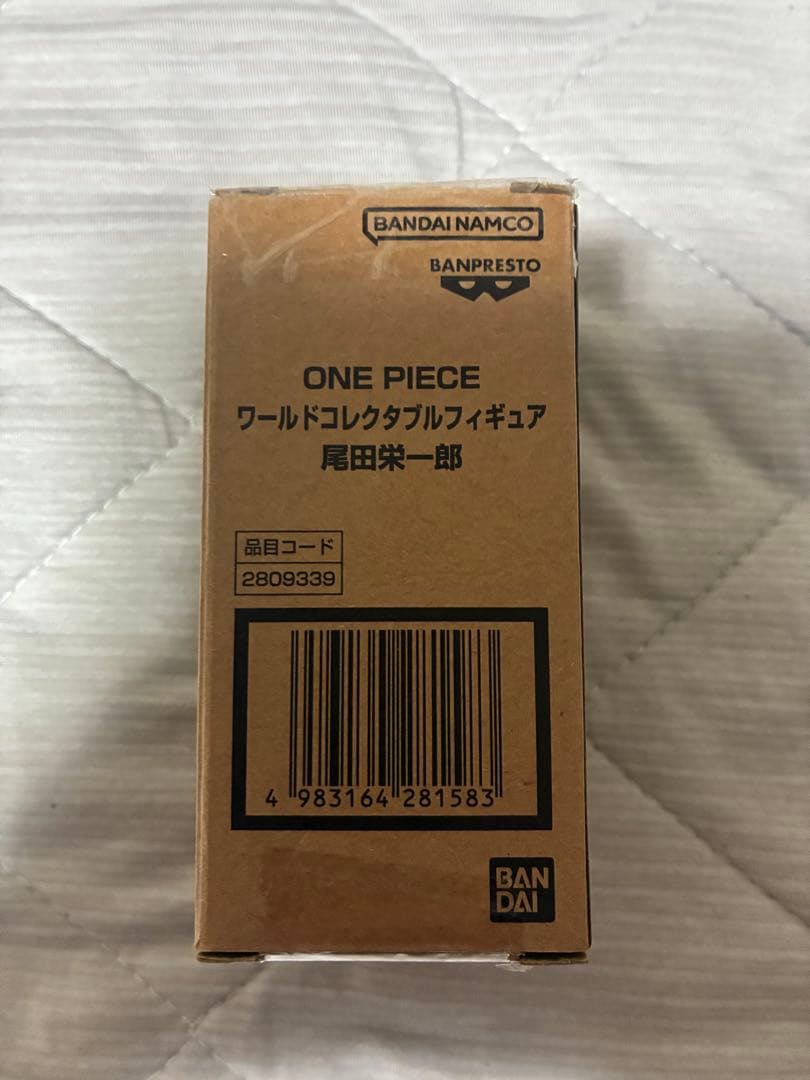 BANDAI NAMCO
BANPRESTO
ONE PIECE
ワールドコレクタブルフィギュア
尾田栄一郎
品目コード
2809339
4 983164 281583
BAN
DAI